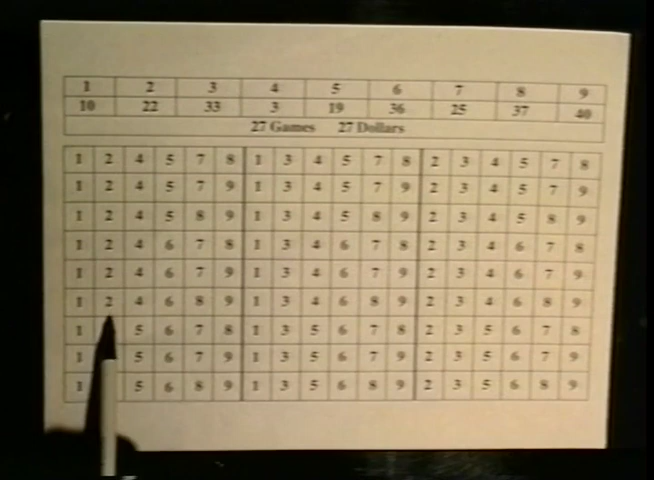 1 2 3 4 5 6 7 8 9
10 22 33 3 19 36 25 37 40
27 Games 27 Dollars
1 2 4 5 7 8 1 3 4 5 7 8 2 3 4 5 7 8
1 2 4 5 7 9 1 3 4 5 7 9 2 3 4 5 7 9
1 2 4 5 8 9 1 3 4 5 8 9 2 3 4 5 8 9
1 2 4 6 7 8 1 3 4 6 7 8 2 3 4 6 7 8
1 2 4 6 7 9 1 3 4 6 7 9 2 3 4 6 7 9
1 2 4 6 8 9 1 3 4 6 8 9 2 3 4 6 8 9
1 5 6 7 8 1 3 5 6 7 8 2 3 5 6 7 8
1 5 6 7 9 1 3 5 6 7 9 2 3 5 6 7 9
1 5 6 8 9 1 3 5 6 8 9 2 3 5 6 8 9